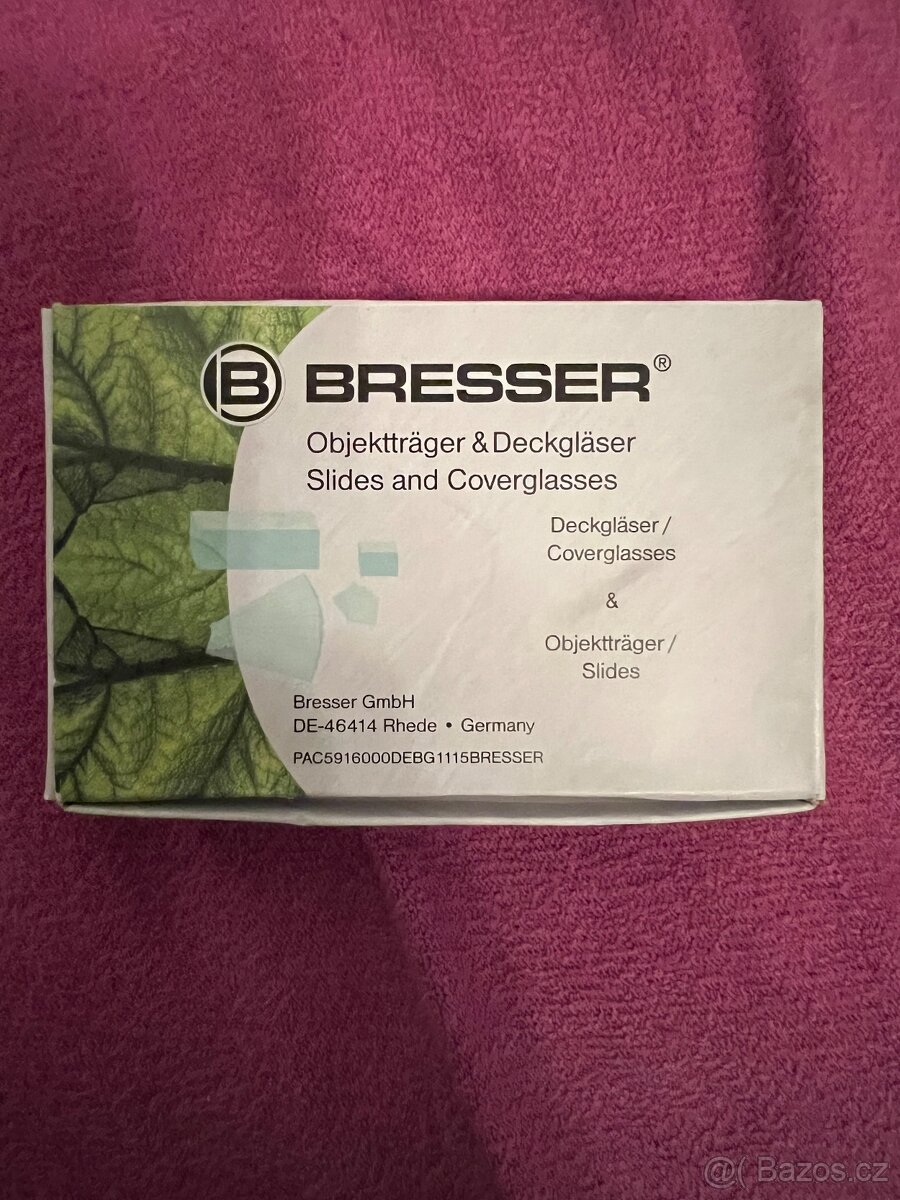 B BRESSER®
Objektträger & Deckgläser
Slides and Coverglasses
Deckgläser /
Coverglasses
&
Objektträger /
Slides
Bresser GmbH
DE-46414 Rhede • Germany
PAC5916000DEBG1115BRESSER
@( Bazos.cz